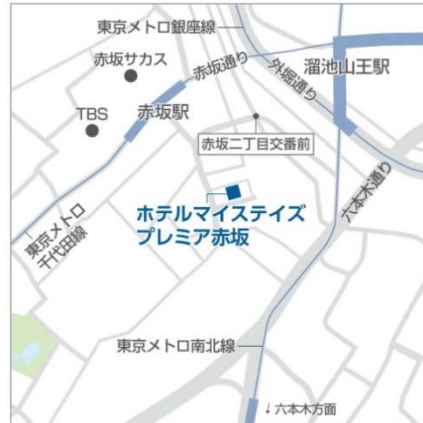 東京メトロ銀座線
赤坂サカス
赤坂通り
外堀通り
溜池山王駅
TBS
赤坂駅
赤坂二丁目交番前
六本木通り
ホテルマイステイズ
プレミア赤坂
東京メトロ
千代田線
東京メトロ南北線
↓六本木方面